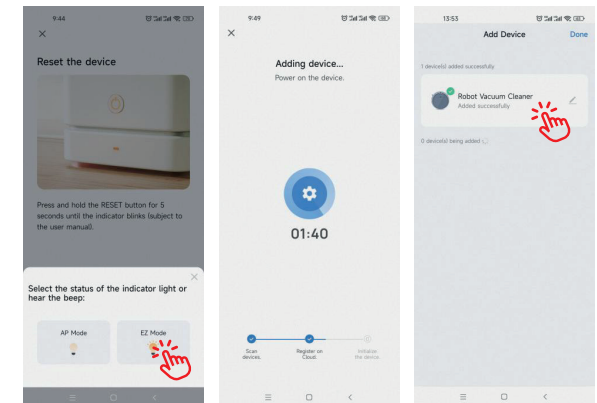 9:44
Reset the device
Press and hold the RESET button for 5
seconds until the indicator blinks (subject to
the user manual).
Select the status of the indicator light or
hear the beep:
AP Mode
EZ Mode
9:49
Adding device...
Power on the device.
01:40
Scan
devices.
Register on
Cloud.
Initialize
the device.
13:53
Add Device
Done
1 device(s) added successfully
Robot Vacuum Cleaner
Added successfully
0 device(s) being added